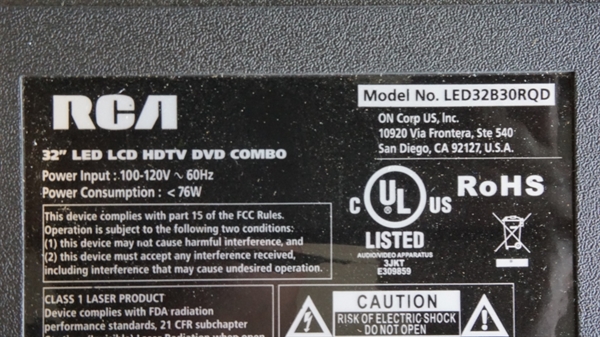 RCA
Model No. LED32B30RQD
ON Corp US, Inc.
10920 Via Frontera, Ste 540
San Diego, CA 92127, U.S.A.
32" LED LCD HDTV DVD COMBO
Power Input : 100-120V ~ 60Hz
Power Consumption : < 76W
This device complies with part 15 of the FCC Rules.
Operation is subject to the following two conditions:
(1) this device may not cause harmful interference, and
(2) this device must accept any interference received,
including interference that may cause undesired operation.
C UL US
LISTED
AUDIO/VIDEO APPARATUS
3JKT
E309859
RoHS
CLASS 1 LASER PRODUCT
Device complies with FDA radiation
performance standards, 21 CFR subchapter
CAUTION
RISK OF ELECTRIC SHOCK
DO NOT OPEN